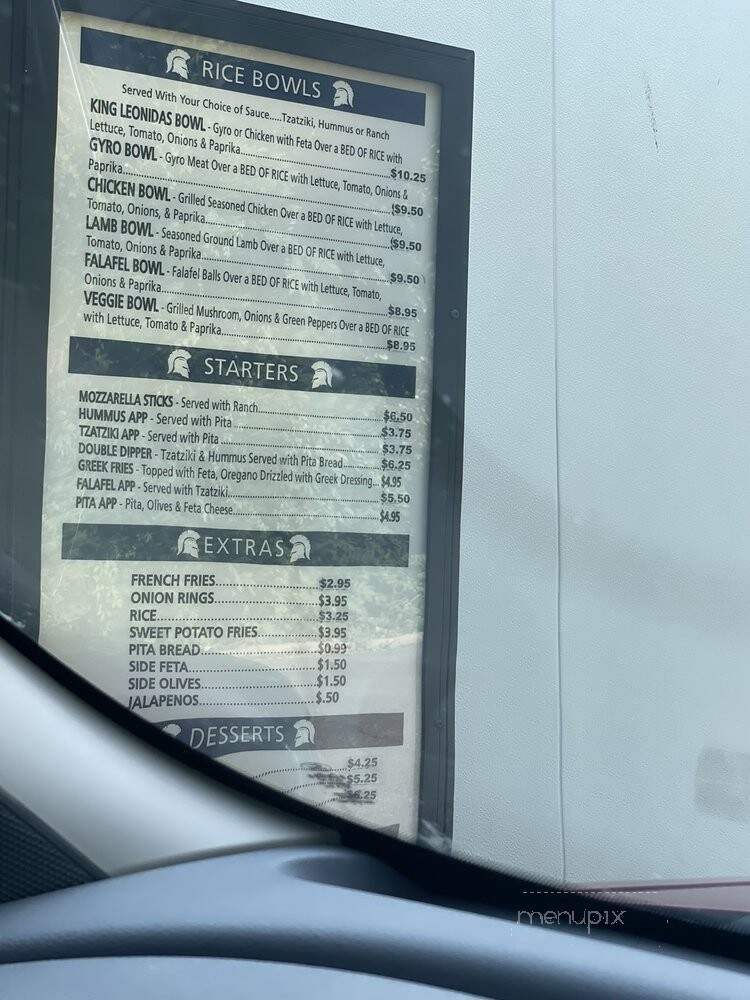 RICE BOWLS
Served With Your Choice of Sauce.....Tzatziki, Hummus or Ranch
KING LEONIDAS BOWL - Gyro or Chicken with Feta Over a BED OF RICE with
Lettuce, Tomato, Onions & Paprika.....$10.25
GYRO BOWL - Gyro Meat Over a BED OF RICE with Lettuce, Tomato, Onions &
Paprika.....$9.50
CHICKEN BOWL - Grilled Seasoned Chicken Over a BED OF RICE with Lettuce,
Tomato, Onions, & Paprika.....$9.50
LAMB BOWL - Seasoned Ground Lamb Over a BED OF RICE with Lettuce,
Tomato, Onions & Paprika.....$9.50
FALAFEL BOWL - Falafel Balls Over a BED OF RICE with Lettuce, Tomato,
Onions & Paprika.....$8.95
VEGGIE BOWL - Grilled Mushroom, Onions & Green Peppers Over a BED OF RICE
with Lettuce, Tomato & Paprika.....$8.95
STARTERS
MOZZARELLA STICKS - Served with Ranch.....$6.50
HUMMUS APP - Served with Pita.....$3.75
TZATZIKI APP - Served with Pita.....$3.75
DOUBLE DIPPER - Tzatziki & Hummus Served with Pita Bread.....$6.25
GREEK FRIES - Topped with Feta, Oregano Drizzled with Greek Dressing...$4.95
FALAFEL APP - Served with Tzatziki.....$5.50
PITA APP - Pita, Olives & Feta Cheese.....$4.95
EXTRAS
FRENCH FRIES.....$2.95
ONION RINGS.....$3.95
RICE.....$3.25
SWEET POTATO FRIES.....$3.95
PITA BREAD.....$0.99
SIDE FETA.....$1.50
SIDE OLIVES.....$1.50
JALAPENOS.....$.50
DESSERTS
$4.25
$5.25
menupix